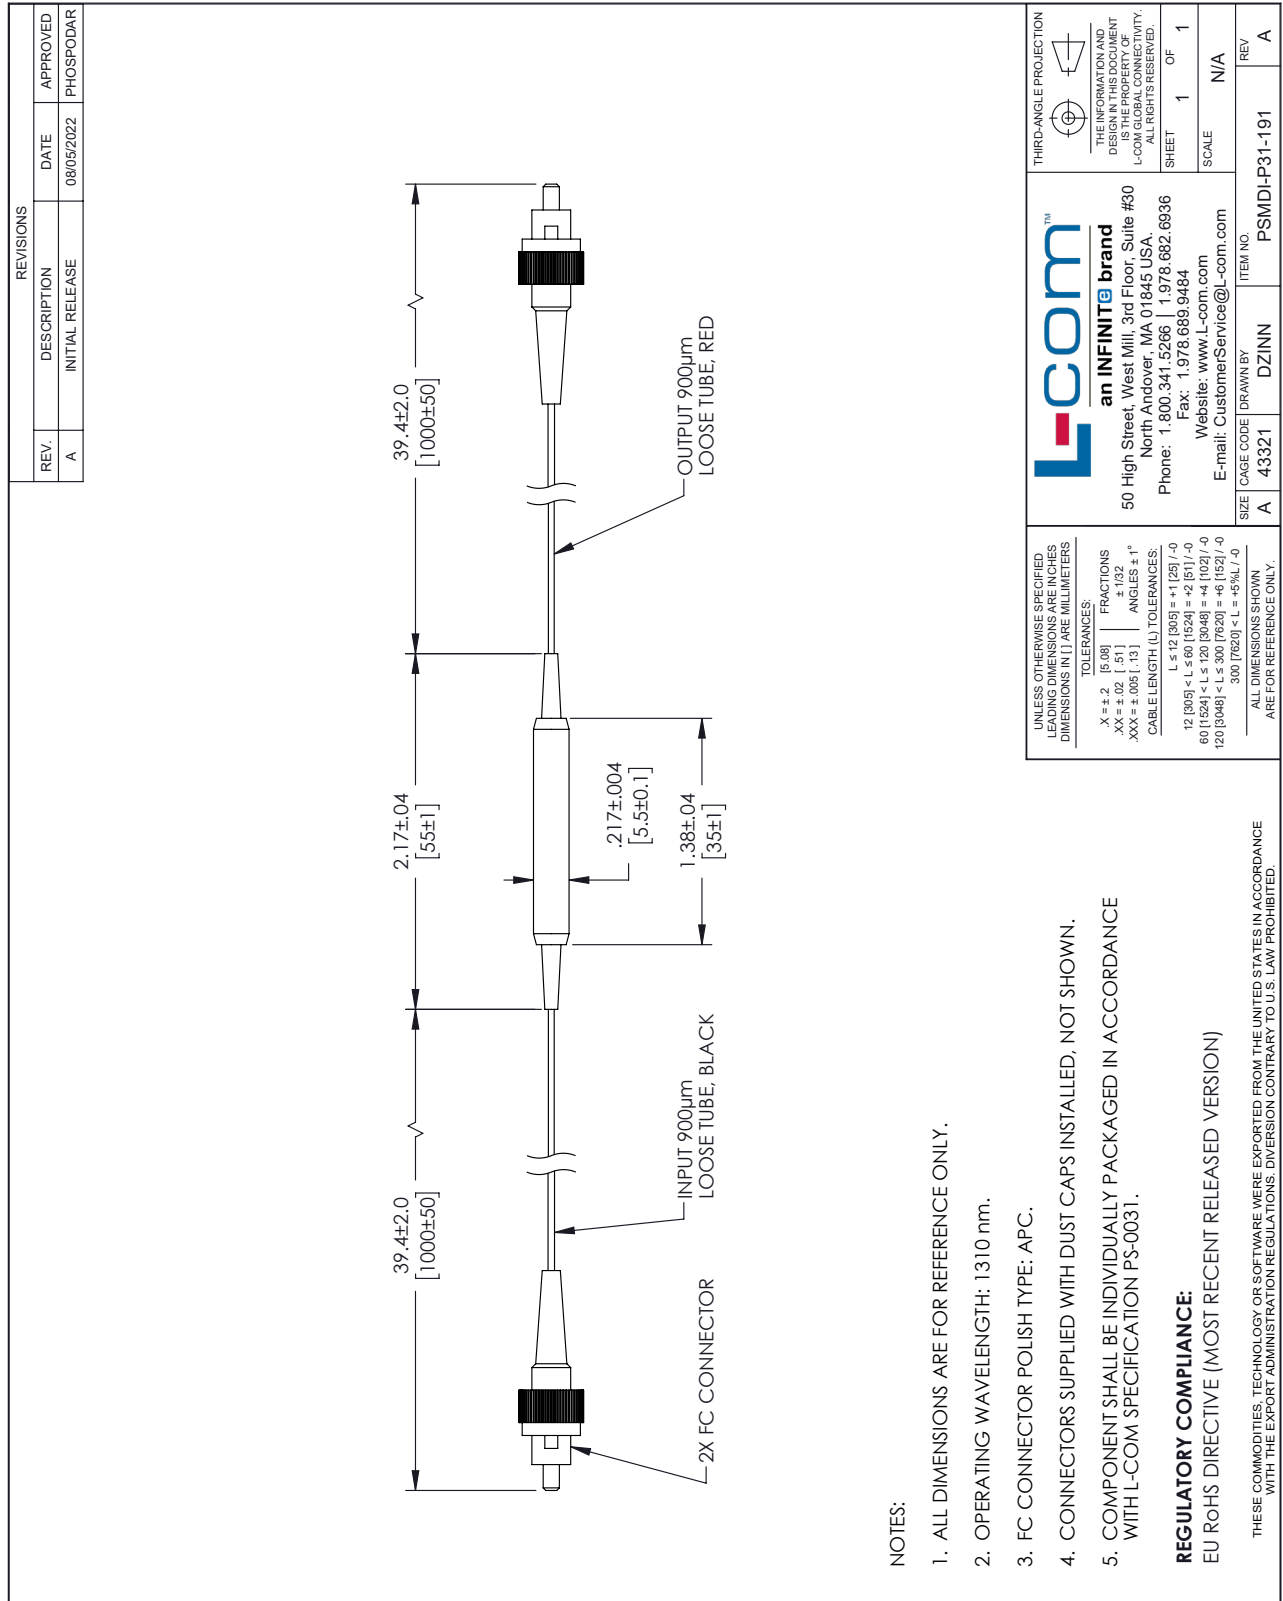 REVISIONS
REV. DESCRIPTION DATE APPROVED
A INITIAL RELEASE 08/05/2022 PHOSPODAR
39.4±2.0
[1000±50]
2.17±.04
[55±1]
39.4±2.0
[1000±50]
2X FC CONNECTOR
INPUT 900µm
LOOSE TUBE, BLACK
.217±.004
[5.5±0.1]
1.38±.04
[35±1]
OUTPUT 900µm
LOOSE TUBE, RED
NOTES:
1. ALL DIMENSIONS ARE FOR REFERENCE ONLY.
2. OPERATING WAVELENGTH: 1310 nm.
3. FC CONNECTOR POLISH TYPE: APC.
4. CONNECTORS SUPPLIED WITH DUST CAPS INSTALLED, NOT SHOWN.
5. COMPONENT SHALL BE INDIVIDUALLY PACKAGED IN ACCORDANCE
WITH L-COM SPECIFICATION PS-0031.
REGULATORY COMPLIANCE:
EU RoHS DIRECTIVE (MOST RECENT RELEASED VERSION)
THESE COMMODITIES, TECHNOLOGY OR SOFTWARE WERE EXPORTED FROM THE UNITED STATES IN ACCORDANCE
WITH THE EXPORT ADMINISTRATION REGULATIONS. DIVERSION CONTRARY TO U.S. LAW PROHIBITED.
UNLESS OTHERWISE SPECIFIED
LEADING DIMENSIONS ARE INCHES
DIMENSIONS IN [ ] ARE MILLIMETERS
TOLERANCES:
.X = ± .2 [5.08] FRACTIONS
.XX = ± .02 [ .51] ± 1/32
.XXX = ± .005 [ .13 ] ANGLES ± 1°
CABLE LENGTH (L) TOLERANCES:
L ≤ 12 [305] = +1 [25] / -0
12 [305] < L ≤ 60 [1524] = +2 [51] / -0
60 [1524] < L ≤ 120 [3048] = +4 [102] / -0
120 [3048] < L ≤ 300 [7620] = +6 [152] / -0
300 [7620] < L = +5%L / -0
ALL DIMENSIONS SHOWN
ARE FOR REFERENCE ONLY.
L-com™
an INFINITe brand
50 High Street, West Mill, 3rd Floor, Suite #30
North Andover, MA 01845 USA.
Phone: 1.800.341.5266 | 1.978.682.6936
Fax: 1.978.689.9484
Website: www.L-com.com
E-mail: CustomerService@L-com.com
THIRD-ANGLE PROJECTION
THE INFORMATION AND
DESIGN IN THIS DOCUMENT
IS THE PROPERTY OF
L-COM GLOBAL CONNECTIVITY.
ALL RIGHTS RESERVED.
SHEET 1 OF 1
SCALE N/A
SIZE A
CAGE CODE 43321
DRAWN BY DZINN
ITEM NO. PSMDI-P31-191
REV A